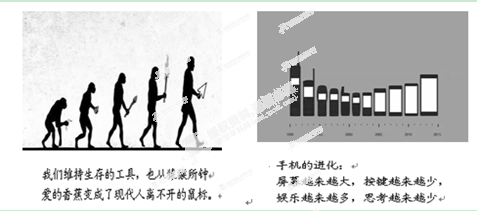 我们维持生存的工具，也从猿猴所钟
爱的香蕉变成了现代人离不开的鼠标。
手机的进化：
屏幕越来越大，按键越来越少，
娱乐越来越多，思考越来越少。